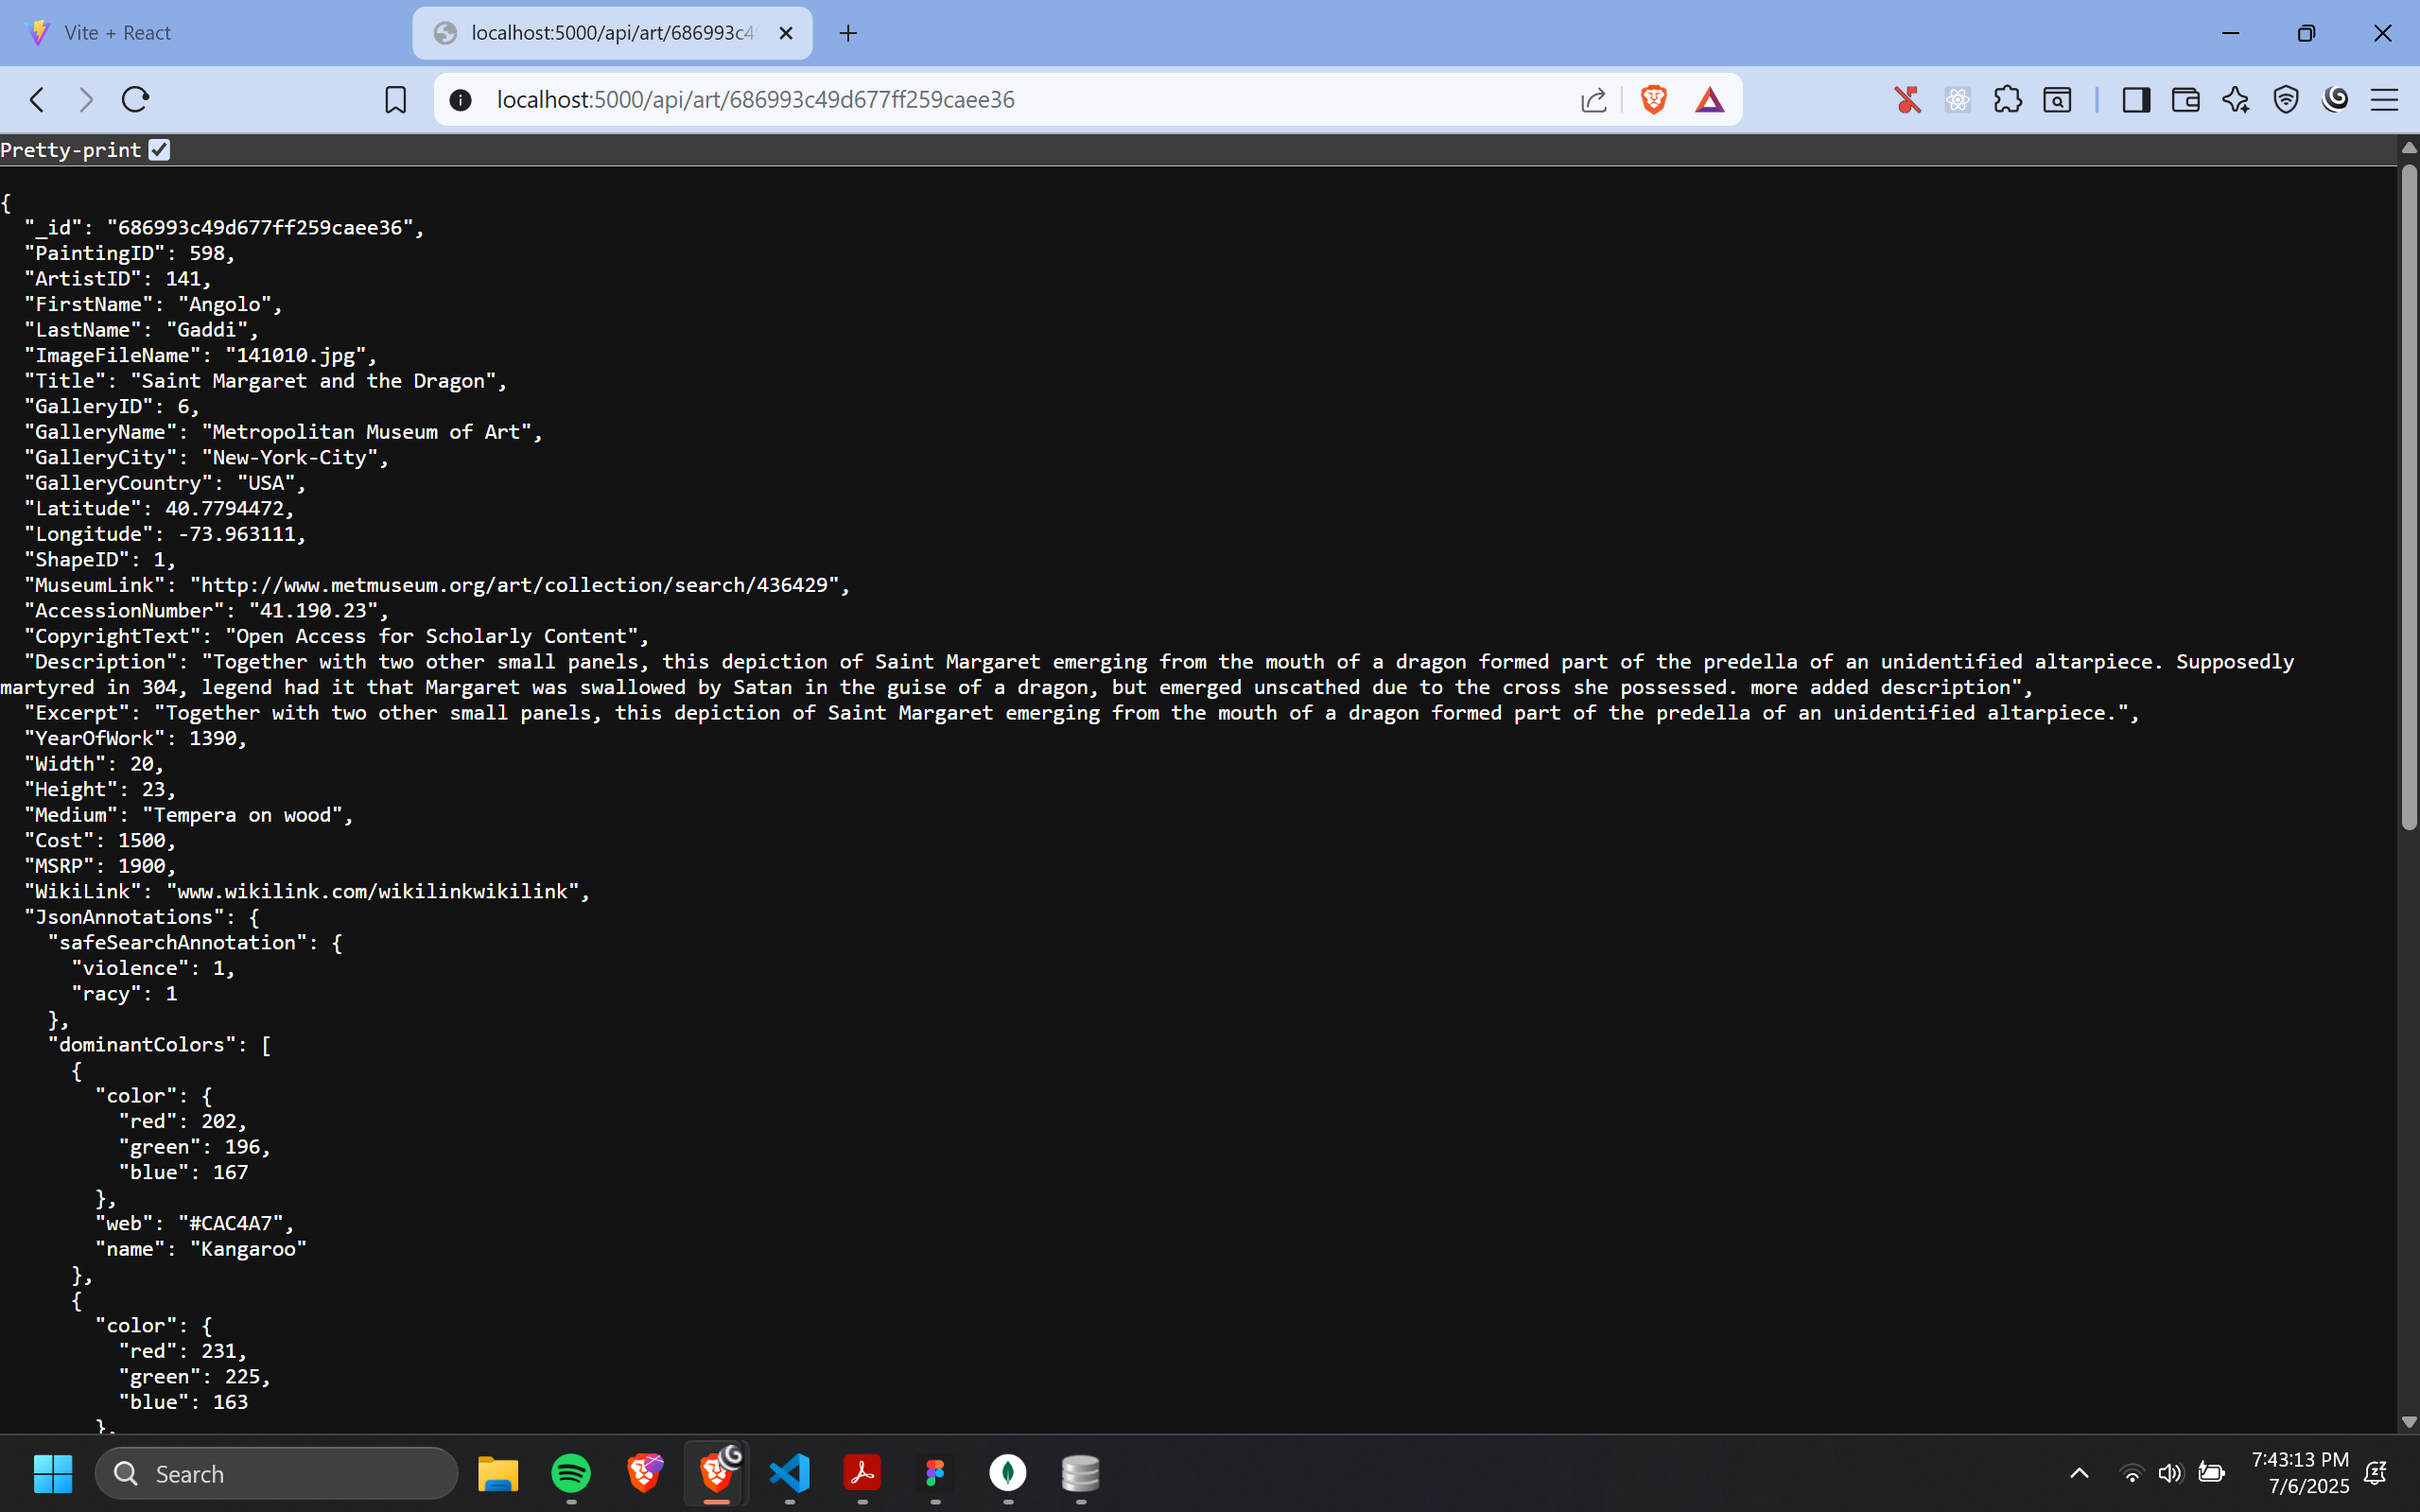 Vite + React
localhost:5000/api/art/686993c4
localhost:5000/api/art/686993c49d677ff259caee36
Pretty-print
{
"_id": "686993c49d677ff259caee36",
"PaintingID": 598,
"ArtistID": 141,
"FirstName": "Angolo",
"LastName": "Gaddi",
"ImageFileName": "141010.jpg",
"Title": "Saint Margaret and the Dragon",
"GalleryID": 6,
"GalleryName": "Metropolitan Museum of Art",
"GalleryCity": "New-York-City",
"GalleryCountry": "USA",
"Latitude": 40.7794472,
"Longitude": -73.963111,
"ShapeID": 1,
"MuseumLink": "http://www.metmuseum.org/art/collection/search/436429",
"AccessionNumber": "41.190.23",
"CopyrightText": "Open Access for Scholarly Content",
"Description": "Together with two other small panels, this depiction of Saint Margaret emerging from the mouth of a dragon formed part of the predella of an unidentified altarpiece. Supposedly
martyred in 304, legend had it that Margaret was swallowed by Satan in the guise of a dragon, but emerged unscathed due to the cross she possessed. more added description",
"Excerpt": "Together with two other small panels, this depiction of Saint Margaret emerging from the mouth of a dragon formed part of the predella of an unidentified altarpiece.",
"YearOfWork": 1390,
"Width": 20,
"Height": 23,
"Medium": "Tempera on wood",
"Cost": 1500,
"MSRP": 1900,
"WikiLink": "www.wikilink.com/wikilinkwikilink",
"JsonAnnotations": {
"safeSearchAnnotation": {
"violence": 1,
"racy": 1
},
"dominantColors": [
{
"color": {
"red": 202,
"green": 196,
"blue": 167
},
"web": "#CAC4A7",
"name": "Kangaroo"
},
{
"color": {
"red": 231,
"green": 225,
"blue": 163
},
Search
7:43:13 PM
7/6/2025